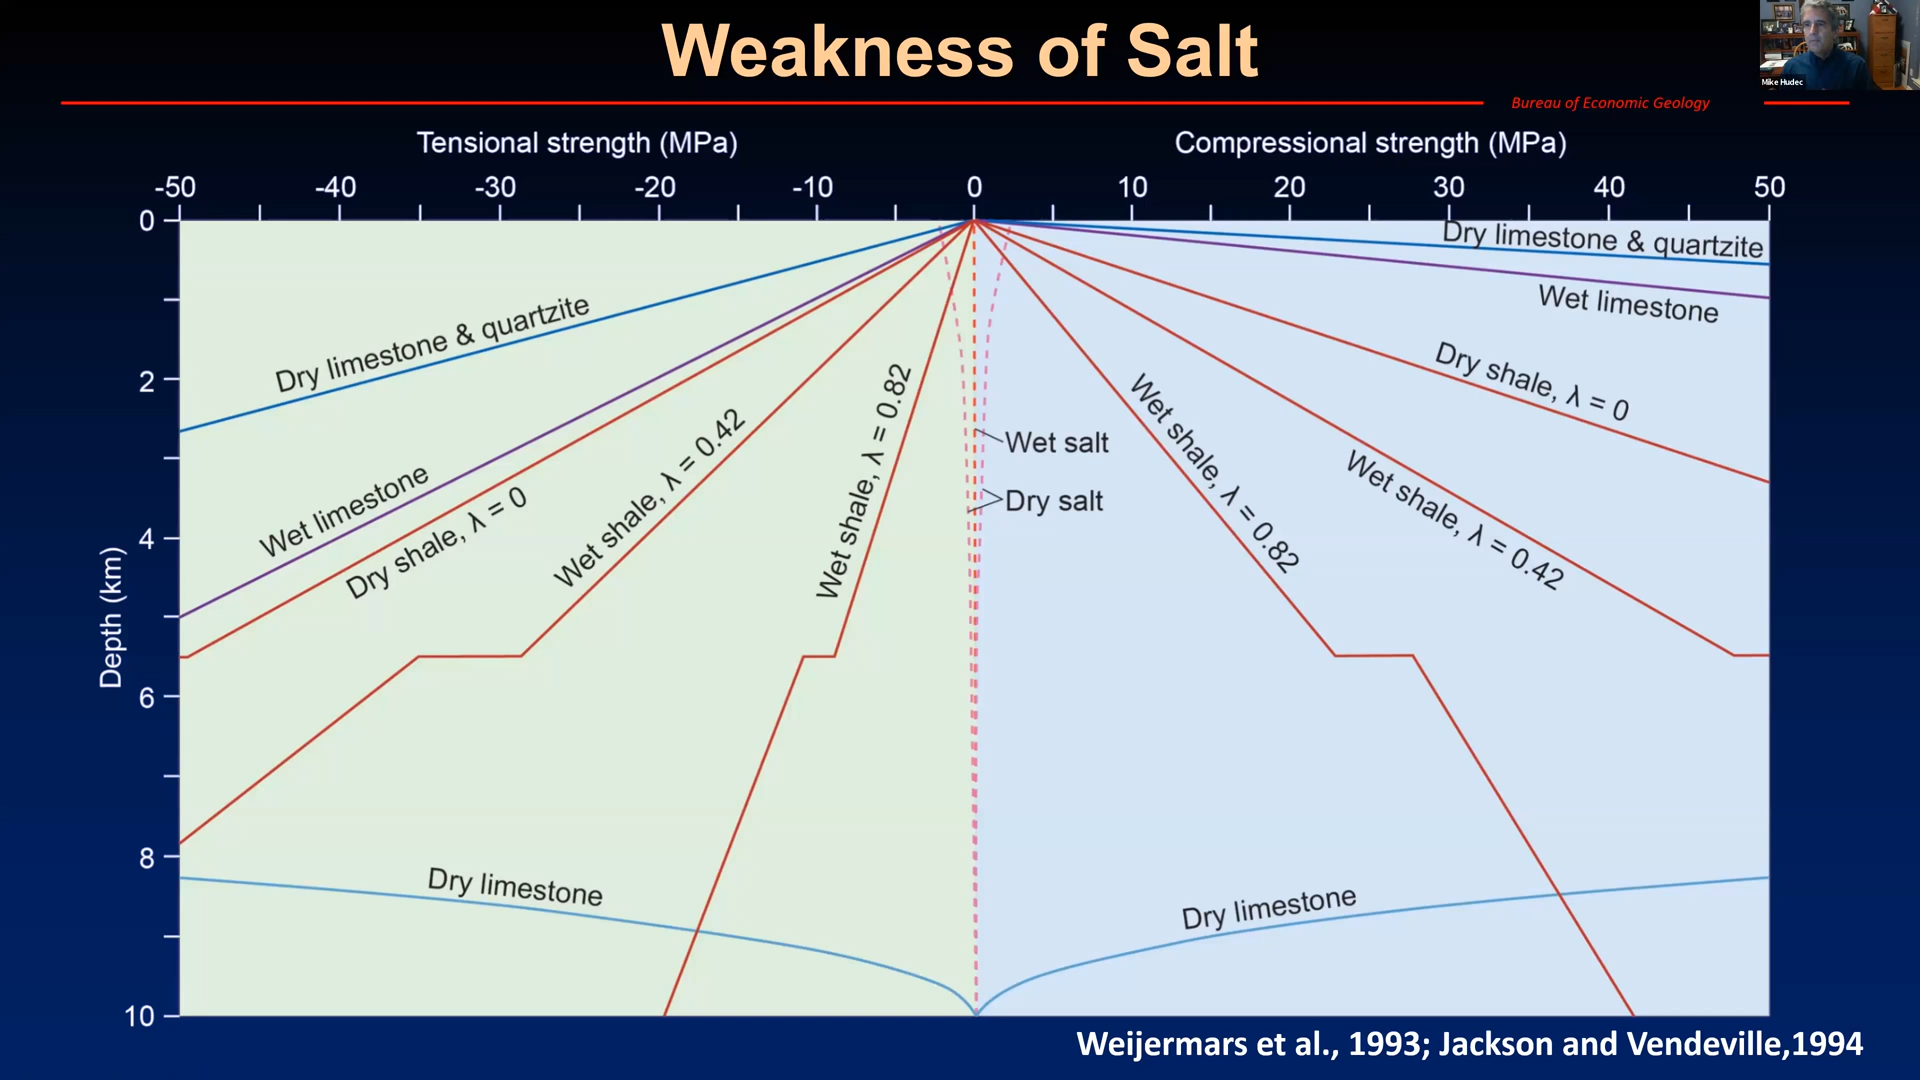 Weakness of Salt
Mike Hudec
Bureau of Economic Geology
Tensional strength (MPa)
Compressional strength (MPa)
-50 -40 -30 -20 -10 0 10 20 30 40 50
0
2
4
6
8
10
Depth (km)
Dry limestone & quartzite
Wet limestone
Dry shale, λ = 0
Wet shale, λ = 0.42
Wet shale, λ = 0.82
Wet salt
Dry salt
Dry limestone & quartzite
Wet limestone
Dry shale, λ = 0
Wet shale, λ = 0.82
Wet shale, λ = 0.42
Dry limestone
Dry limestone
Weijermars et al., 1993; Jackson and Vendeville,1994